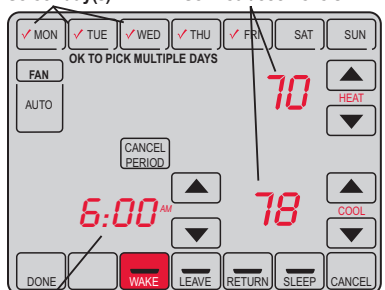 MON TUE WED THU FRI SAT SUN
OK TO PICK MULTIPLE DAYS
FAN
AUTO
70
HEAT
CANCEL
PERIOD
6:00 AM
78
COOL
DONE WAKE LEAVE RETURN SLEEP CANCEL